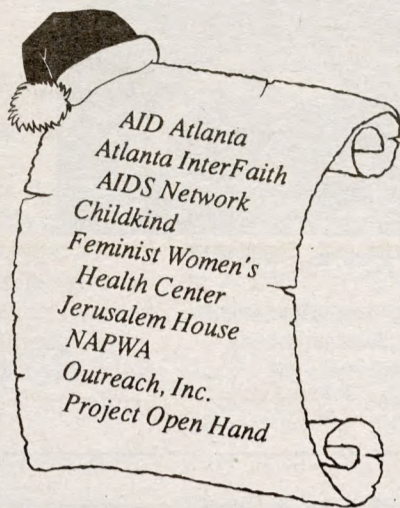 AID Atlanta
Atlanta InterFaith
AIDS Network
Childkind
Feminist Women's
Health Center
Jerusalem House
NAPWA
Outreach, Inc.
Project Open Hand